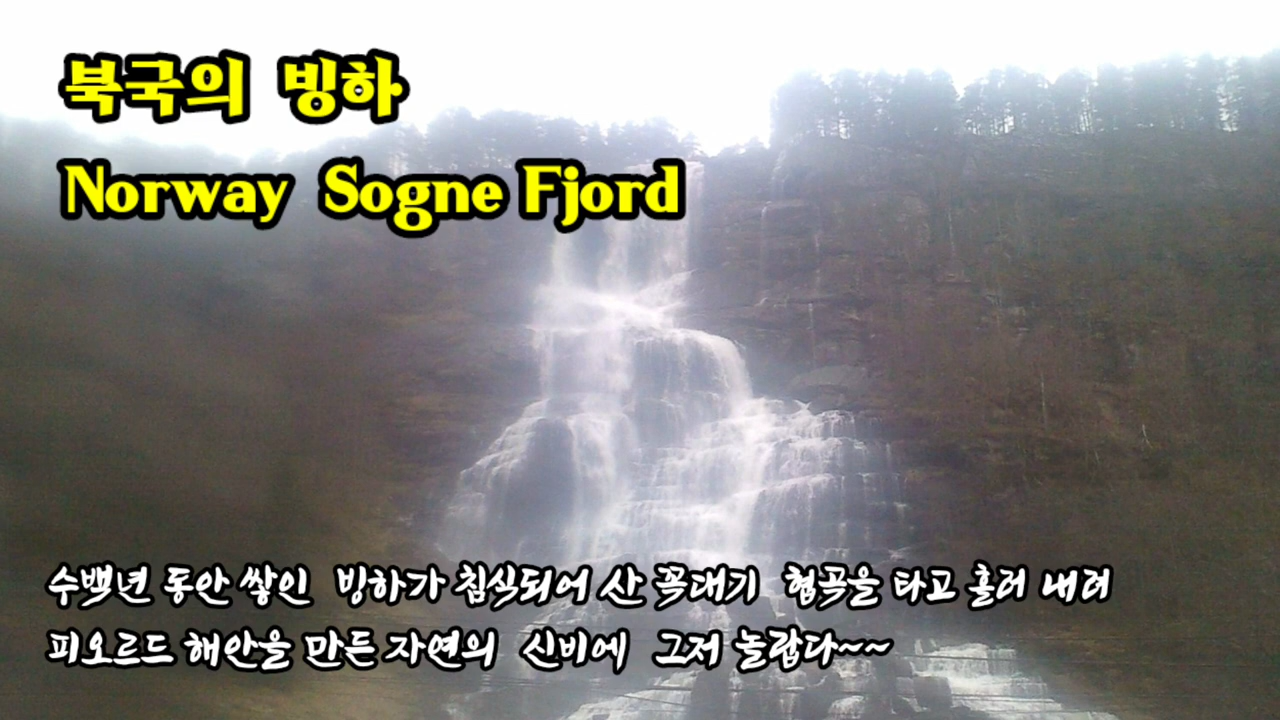 북국의 빙하
Norway Sogne Fjord
수백년 동안 쌓인 빙하가 침식되어 산 꼭대기 협곡을 타고 흘러 내려
피오르드 해안을 만든 자연의 신비에 그저 놀랍다~~